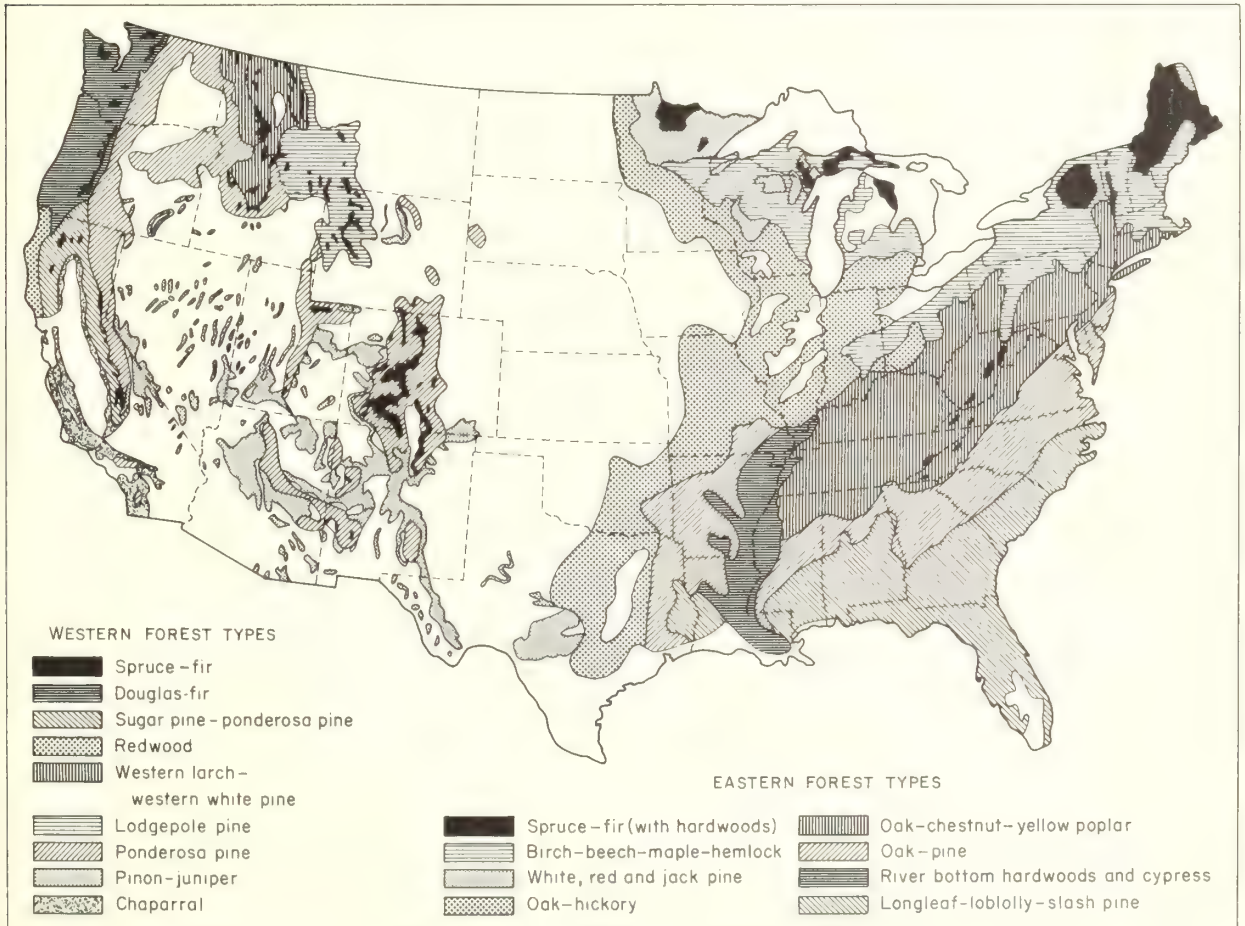 WESTERN FOREST TYPES
Spruce-fir
Douglas-fir
Sugar pine-ponderosa pine
Redwood
Western larch-
western white pine
Lodgepole pine
Ponderosa pine
Pinon-juniper
Chaparral
EASTERN FOREST TYPES
Spruce-fir (with hardwoods)
Birch-beech-maple-hemlock
White, red and jack pine
Oak-hickory
Oak-chestnut-yellow poplar
Oak-pine
River bottom hardwoods and cypress
Longleaf-loblolly-slash pine